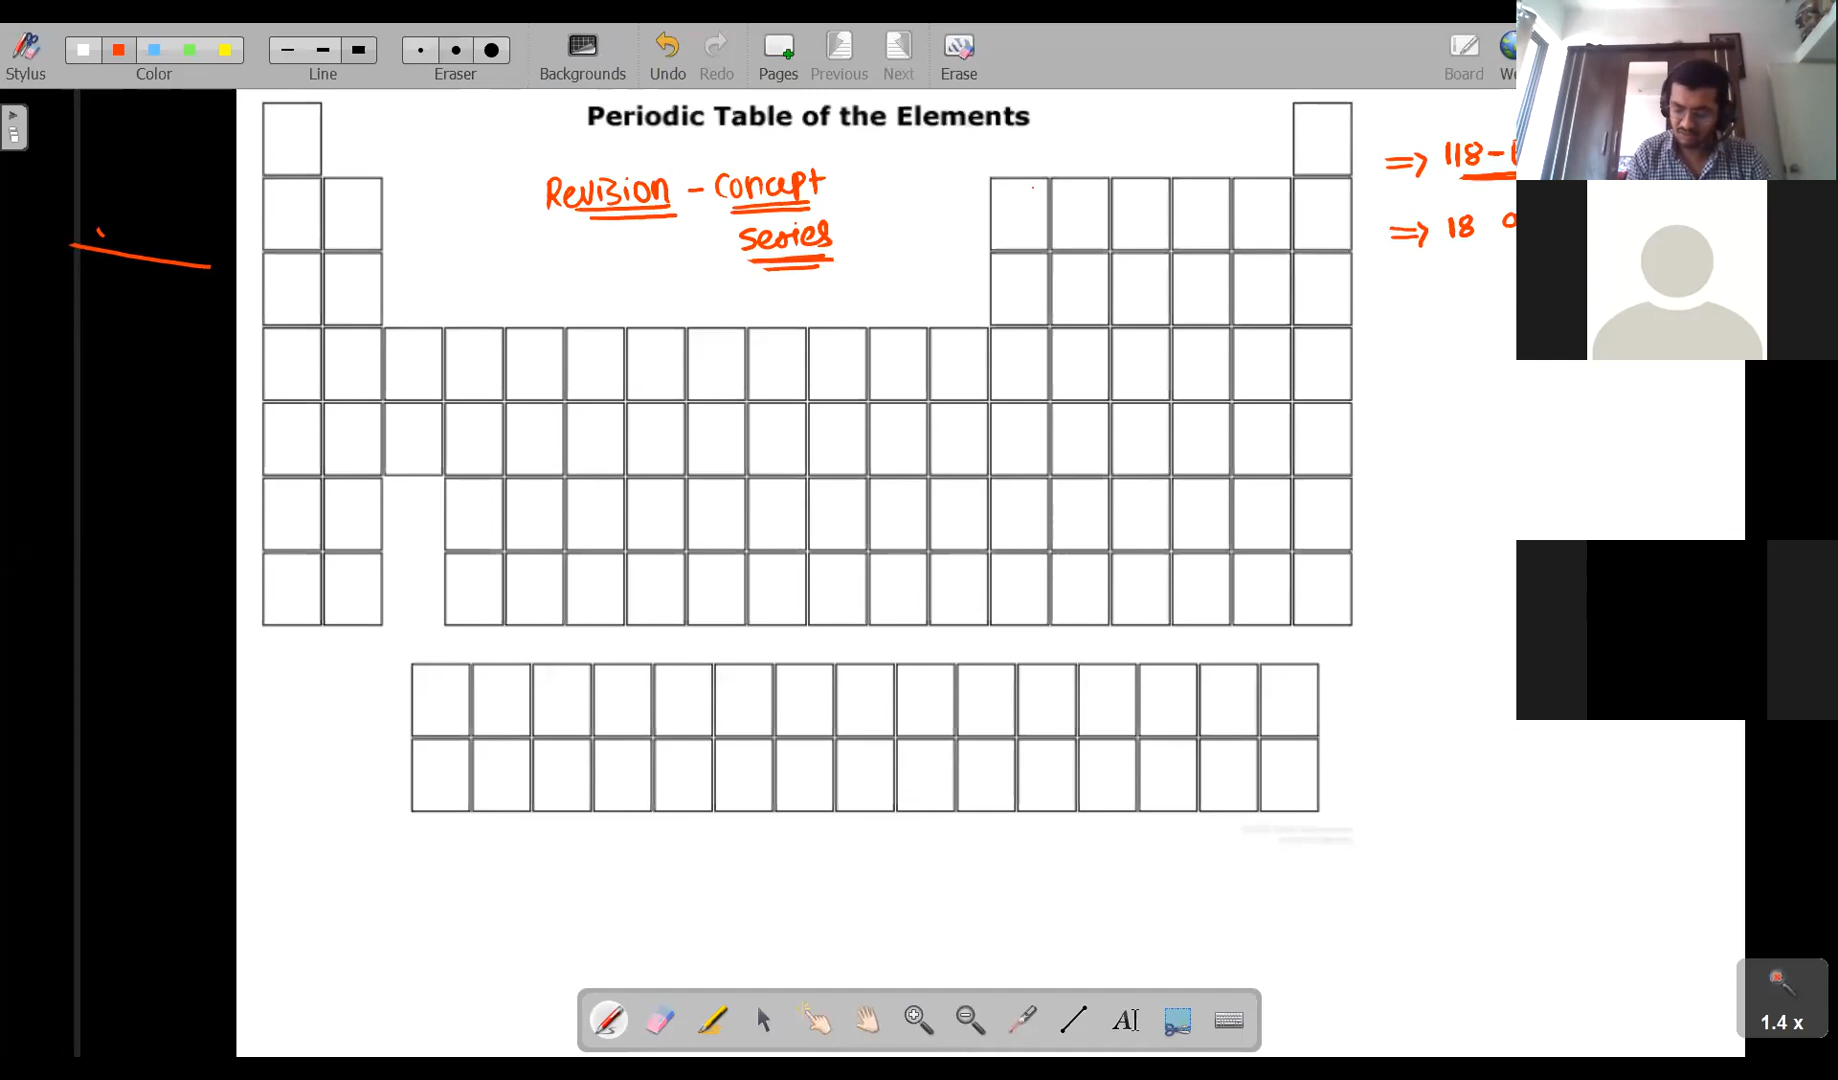 Stylus
Color
Line
Eraser
Backgrounds
Undo
Redo
Pages
Previous
Next
Erase
Board
Periodic Table of the Elements
Revision - Concept
series
⇒ 118 -
⇒ 18
1.4 x